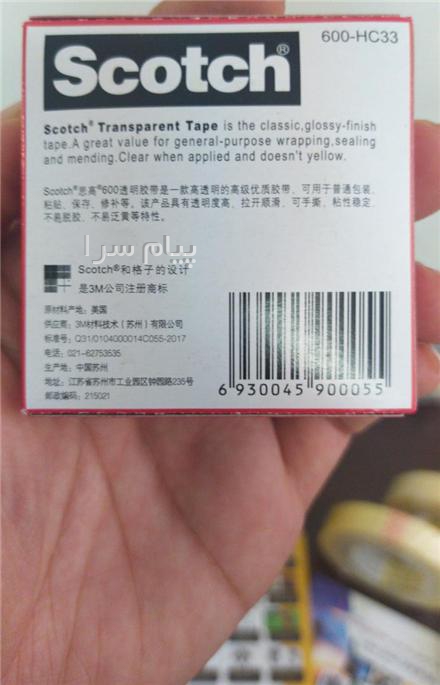 600-HC33
Scotch®
Scotch® Transparent Tape is the classic,glossy-finish
tape.A great value for general-purpose wrapping,sealing
and mending.Clear when applied and doesn't yellow.
Scotch®思高®600透明胶带是一款高透明的高级优质胶带，可用于普通包装、
粘贴、保存、修补等。该产品具有透明度高、拉开顺滑、可手撕、粘性稳定、
不易脱胶、不易泛黄等特性。
پیام سرا
Scotch®和格子的设计
是3M公司注册商标
原材料产地：美国
供应商：3M材料技术（苏州）有限公司
标准号：Q31/0104000014C055-2017
电话：021-62753535
生产地：中国苏州
地址：江苏省苏州市工业园区钟园路235号
邮政编码：215021
6 930045 900055